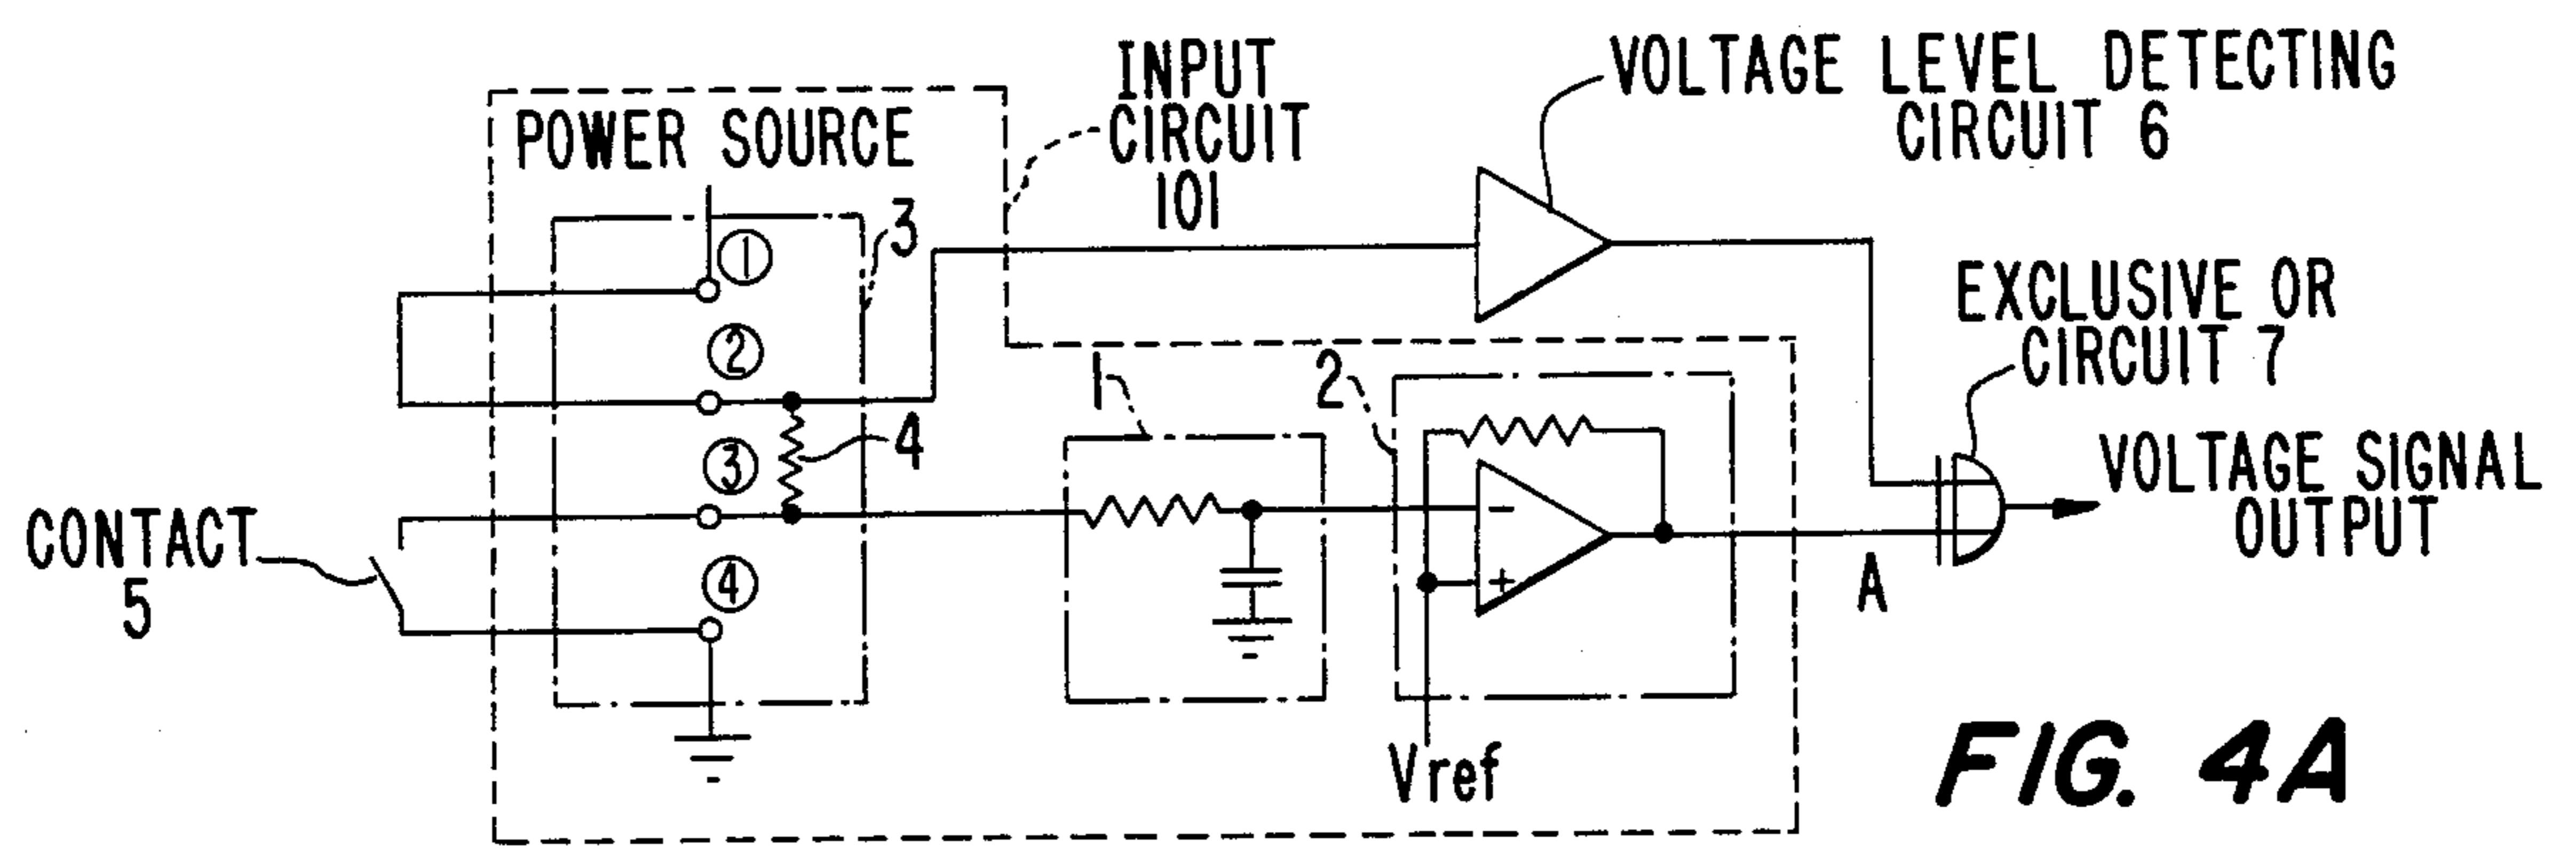 INPUT
CIRCUIT
101
VOLTAGE LEVEL DETECTING
CIRCUIT 6
POWER SOURCE
①
3
②
EXCLUSIVE OR
CIRCUIT 7
1
2
4
③
VOLTAGE SIGNAL
OUTPUT
CONTACT
5
④
−
+
A
Vref
FIG. 4A